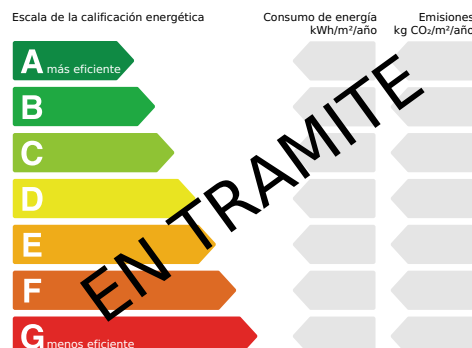 Escala de la calificación energética
Consumo de energía
kWh/m²/año
Emisiones
kg CO₂/m²/año
A más eficiente
B
C
D
E
F
G menos eficiente
EN TRAMITE